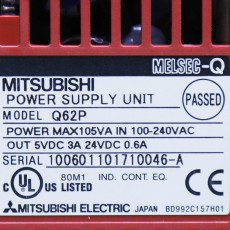 MELSEC-Q
MITSUBISHI
POWER SUPPLY UNIT
PASSED
MODEL Q62P
POWER MAX105VA IN 100-240VAC
OUT 5VDC 3A 24VDC 0.6A
SERIAL 100601101710046-A
C UL US LISTED 80M1 IND. CONT. EQ. CE
MITSUBISHI ELECTRIC JAPAN BD992C157H01